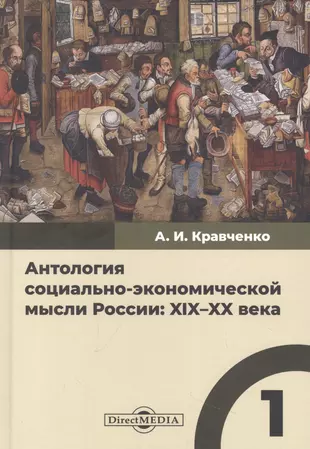 А. И. Кравченко
Антология
социально-экономической
мысли России: XIX–XX века
DirectMEDIA
1